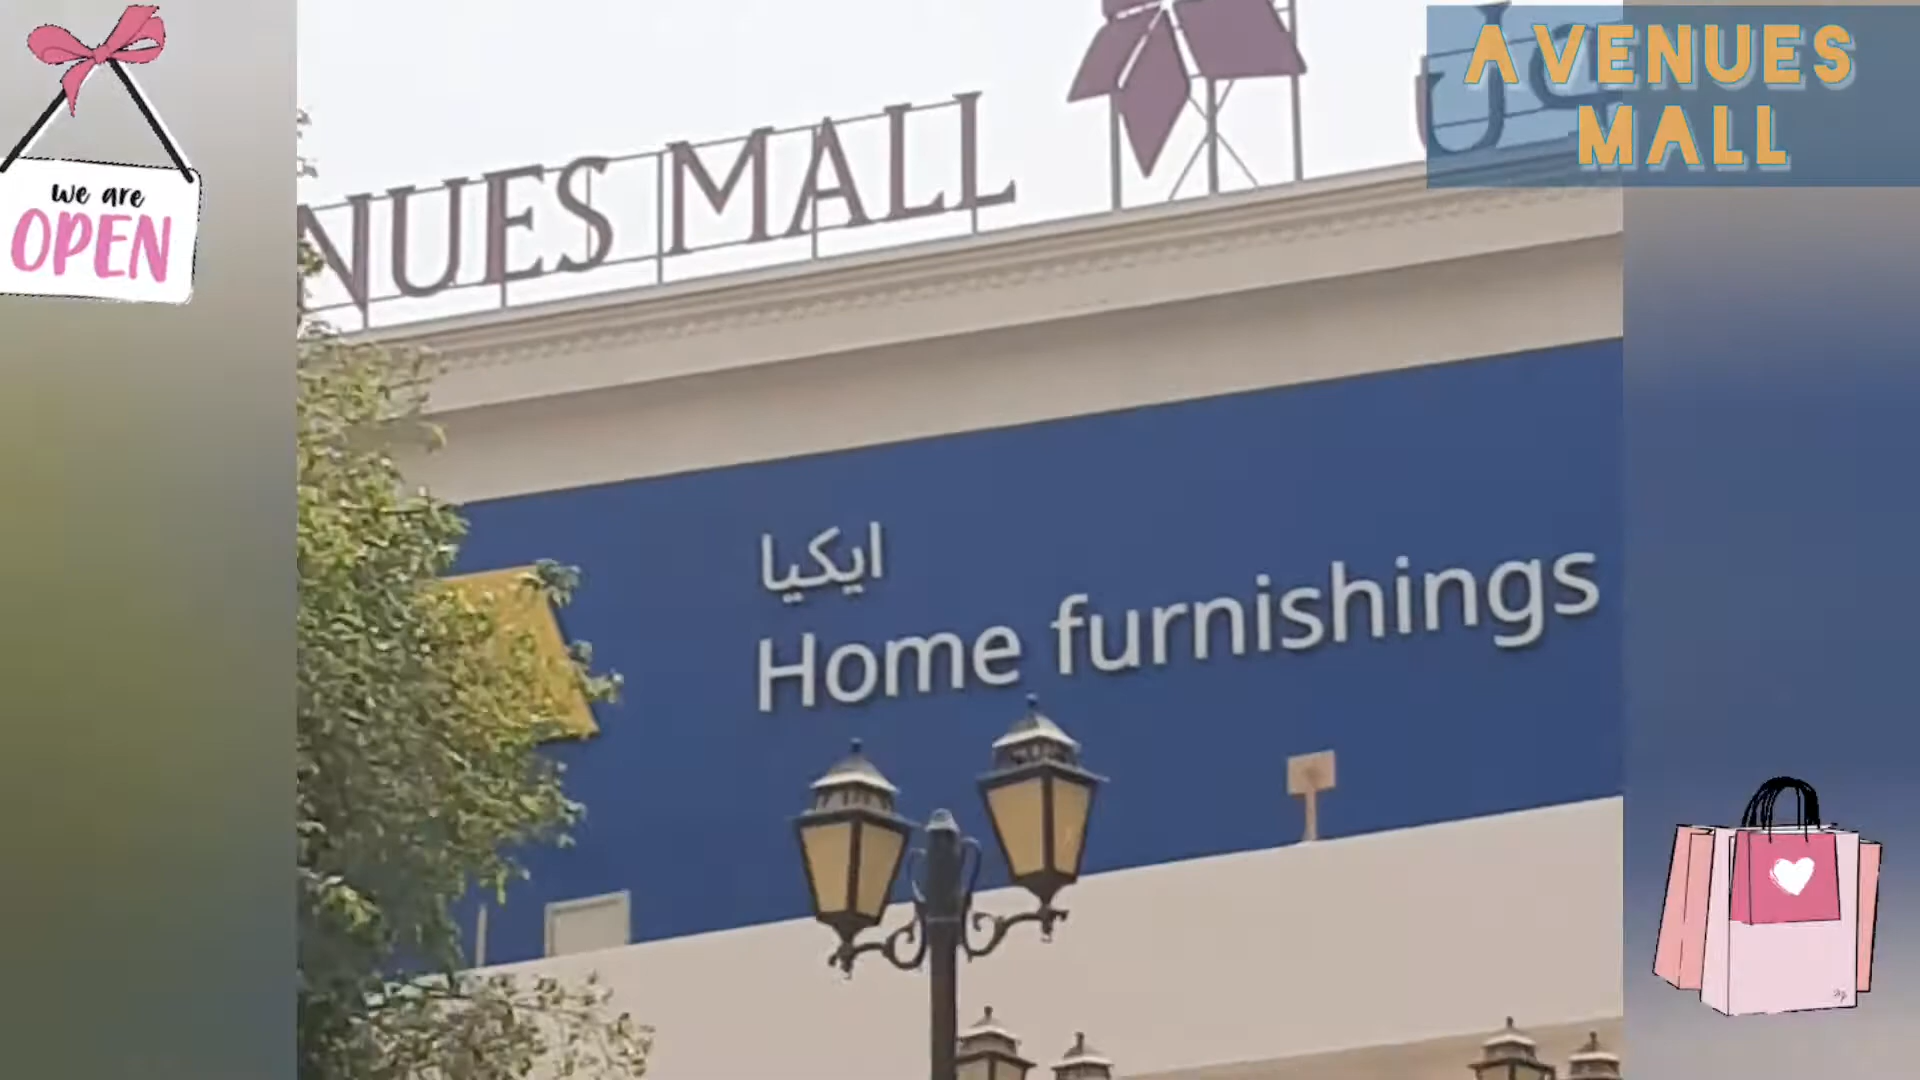 we are
OPEN
AVENUES
MALL
NUES MALL
ايكيا
Home furnishings